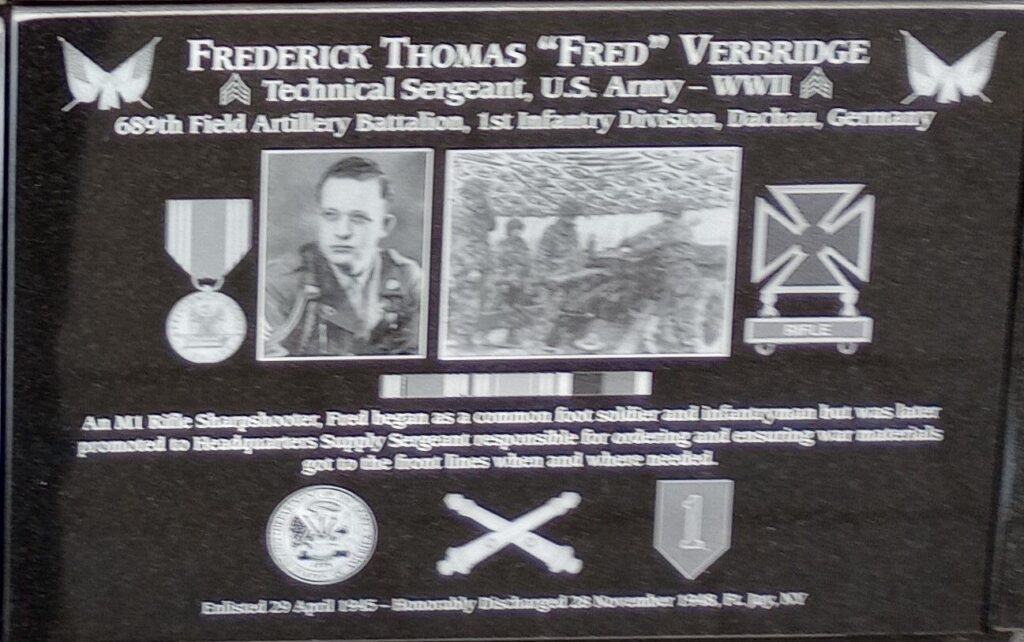 FREDERICK THOMAS “FRED” VERBRIDGE
Technical Sergeant, U.S. Army – WWII
689th Field Artillery Battalion, 1st Infantry Division, Dachau, Germany
RIFLE
An M1 Rifle Sharpshooter, Fred began as a common foot soldier and infantryman but was later
promoted to Headquarters Supply Sergeant responsible for ordering and ensuring war materials
got to the front lines when and where needed.
1
Enlisted 29 April 1945 – Honorably Discharged 28 November 1948, Ft. Jay, NY